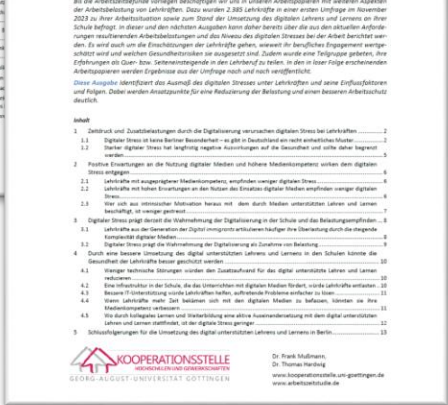 Bis die Arbeitszeitbefunde vorliegen beschäftigen wir uns in unseren Arbeitspapieren mit weiteren Aspekten
der Arbeitsbelastung von Lehrkräften. Dazu wurden 2.385 Lehrkräfte in einer ersten Umfrage im November
2023 zu ihrer Arbeitssituation sowie zum Stand der Umsetzung des digitalen Lehrens und Lernens an ihrer
Schule befragt. In dieser und den nächsten Ausgaben kann daher bereits über die aus den aktuellen Anforde-
rungen resultierenden Arbeitsbelastungen und das Niveau des digitalen Stresses bei der Arbeit berichtet wer-
den. Es wird auch um die Einschätzungen der Lehrkräfte gehen, wieweit ihr berufliches Engagement wertge-
schätzt wird und welchen Gesundheitsrisiken sie ausgesetzt sind. Zudem wurde eine Teilgruppe gebeten, ihre
Erfahrungen als Quer- bzw. Seiteneinsteigende in den Lehrberuf zu teilen. In den in loser Folge erscheinenden
Arbeitspapieren werden Ergebnisse aus der Umfrage nach und nach veröffentlicht.
Diese Ausgabe identifiziert das Ausmaß des digitalen Stresses unter Lehrkräften und seine Einflussfaktoren
und Folgen. Dabei werden Ansatzpunkte für eine Reduzierung der Belastung und einen besseren Arbeitsschutz
deutlich.
Inhalt
1 Zeitdruck und Zusatzbelastungen durch die Digitalisierung verursachen digitalen Stress bei Lehrkräften 2
1.1 Digitaler Stress ist keine Berliner Besonderheit – es gibt in Deutschland ein recht einheitliches Muster 2
1.2 Starker digitaler Stress hat langfristig negative Auswirkungen auf die Gesundheit und sollte daher begrenzt
werden 5
2 Positive Erwartungen an die Nutzung digitaler Medien und höhere Medienkompetenz wirken dem digitalen
Stress entgegen 6
2.1 Lehrkräfte mit ausgeprägterer Medienkompetenz, empfinden weniger digitalen Stress 6
2.2 Lehrkräfte mit hohen Erwartungen an den Nutzen des Einsatzes digitaler Medien empfinden weniger digitalen
Stress 6
2.3 Wer sich aus intrinsischer Motivation heraus mit dem durch Medien unterstützten Lehren und Lernen
beschäftigt, ist weniger gestresst 7
3 Digitaler Stress prägt derzeit die Wahrnehmung der Digitalisierung in der Schule und das Belastungsempfinden 8
3.1 Lehrkräfte aus der Generation der Digital Immigrants artikulieren häufiger ihre Überlastung durch die steigende
Komplexität digitaler Medien 8
3.2 Digitaler Stress prägt die Wahrnehmung der Digitalisierung als Zunahme von Belastung 9
4 Durch eine bessere Umsetzung des digital unterstützten Lehrens und Lernens in den Schulen könnte die
Gesundheit der Lehrkräfte besser geschützt werden 10
4.1 Weniger technische Störungen würden den Zusatzaufwand für das digital unterstützte Lehren und Lernen
reduzieren 10
4.2 Eine Infrastruktur in der Schule, die das Unterrichten mit digitalen Medien fördert, würde Lehrkräfte entlasten 10
4.3 Bessere IT-Unterstützung würde Lehrkräften helfen, auftretende Probleme einfacher zu lösen 11
4.4 Wenn Lehrkräfte mehr Zeit bekämen sich mit den digitalen Medien zu befassen, könnten sie ihre
Medienkompetenz verbessern 11
4.5 Wo durch kollegiales Lernen und Weiterbildung eine aktive Auseinandersetzung mit dem digital unterstützten
Lehren und Lernen stattfindet, ist der digitale Stress geringer 12
5 Schlussfolgerungen für die Umsetzung des digital unterstützten Lehrens und Lernens in Berlin 13
KOOPERATIONSSTELLE
HOCHSCHULEN UND GEWERKSCHAFTEN
GEORG-AUGUST-UNIVERSITÄT GÖTTINGEN
Dr. Frank Mußmann,
Dr. Thomas Hardwig
www.kooperationsstelle.uni-goettingen.de
www.arbeitszeitstudie.de